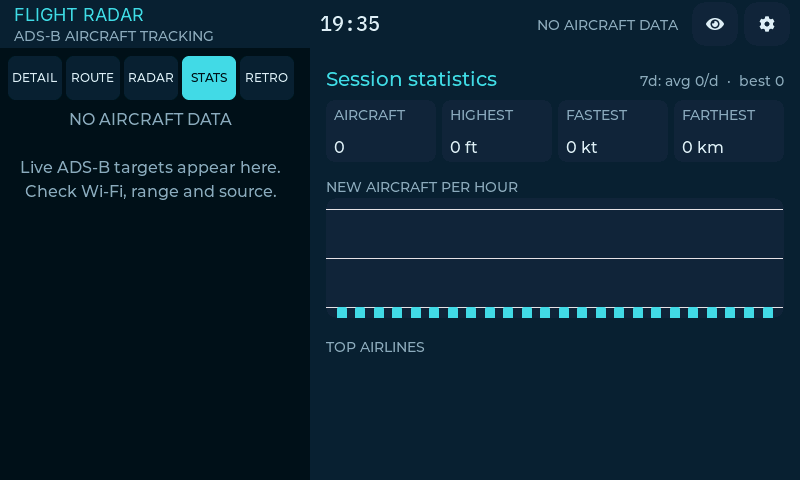 FLIGHT RADAR
ADS-B AIRCRAFT TRACKING
19:35
NO AIRCRAFT DATA
DETAIL
ROUTE
RADAR
STATS
RETRO
NO AIRCRAFT DATA
Live ADS-B targets appear here.
Check Wi-Fi, range and source.
Session statistics
7d: avg 0/d · best 0
AIRCRAFT
0
HIGHEST
0 ft
FASTEST
0 kt
FARTHEST
0 km
NEW AIRCRAFT PER HOUR
TOP AIRLINES